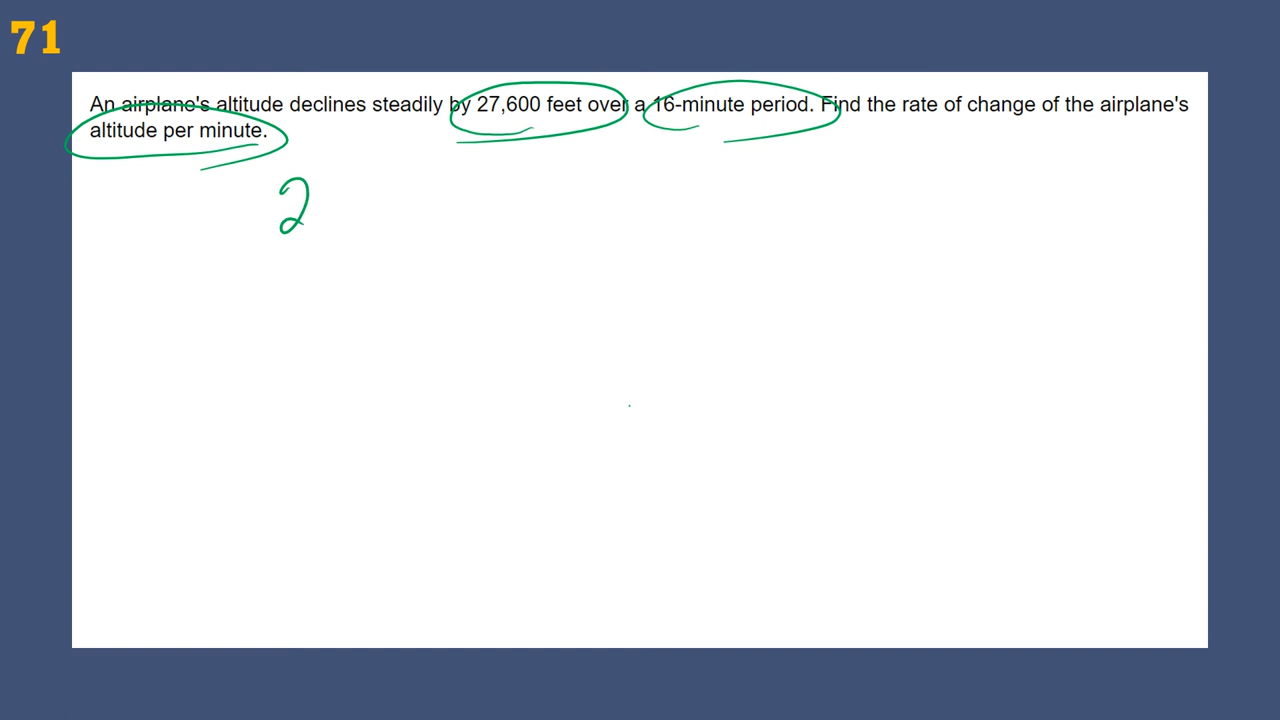 71
An airplane's altitude declines steadily by 27,600 feet over a 16-minute period. Find the rate of change of the airplane's
altitude per minute.
2